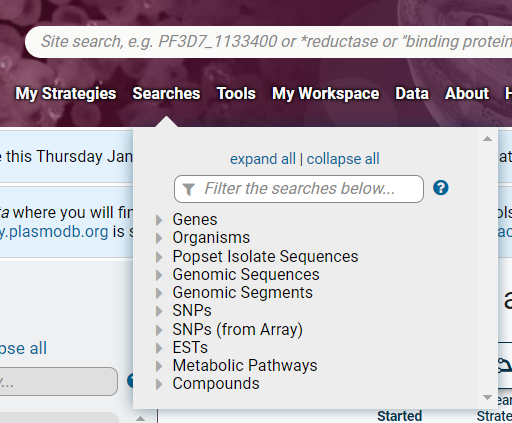 Site search, e.g. PF3D7_1133400 or *reductase or "binding protein
My Strategies Searches Tools My Workspace Data About H
e this Thursday Jan
at
expand all | collapse all
Filter the searches below... ?
ta where you will fin
ols
y.plasmodb.org is s
ac
Genes
Organisms
Popset Isolate Sequences
Genomic Sequences
Genomic Segments
a
SNPs
SNPs (from Array)
ESTs
pse all
Metabolic Pathways
Compounds
y...
ear
Started
Strate